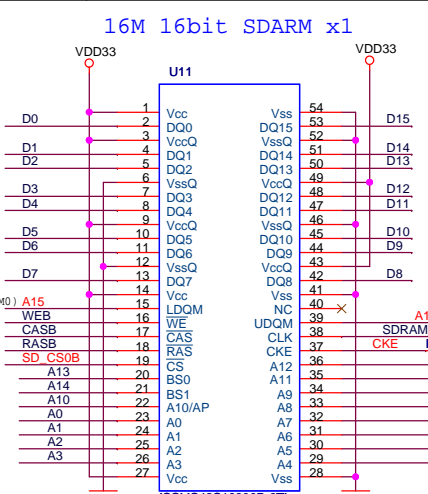 16M 16bit SDARM x1
VDD33 VDD33
U11
1 Vcc Vss 54
D0 2 DQ0 DQ15 53 D15
3 VccQ VssQ 52
D1 4 DQ1 DQ14 51 D14
D2 5 DQ2 DQ13 50 D13
6 VssQ VccQ 49
D3 7 DQ3 DQ12 48 D12
D4 8 DQ4 DQ11 47 D11
9 VccQ VssQ 46
D5 10 DQ5 DQ10 45 D10
D6 11 DQ6 DQ9 44 D9
12 VssQ VccQ 43
D7 13 DQ7 DQ8 42 D8
14 Vcc Vss 41
A15 15 LDQM NC 40
WEB 16 WE UDQM 39 A1
CASB 17 CAS CLK 38 SDRAM
RASB 18 RAS CKE 37 CKE
SD_CS0B 19 CS A12 36
A13 20 BS0 A11 35
A14 21 BS1 A9 34
A10 22 A10/AP A8 33
A0 23 A0 A7 32
A1 24 A1 A6 31
A2 25 A2 A5 30
A3 26 A3 A4 29
27 Vcc Vss 28